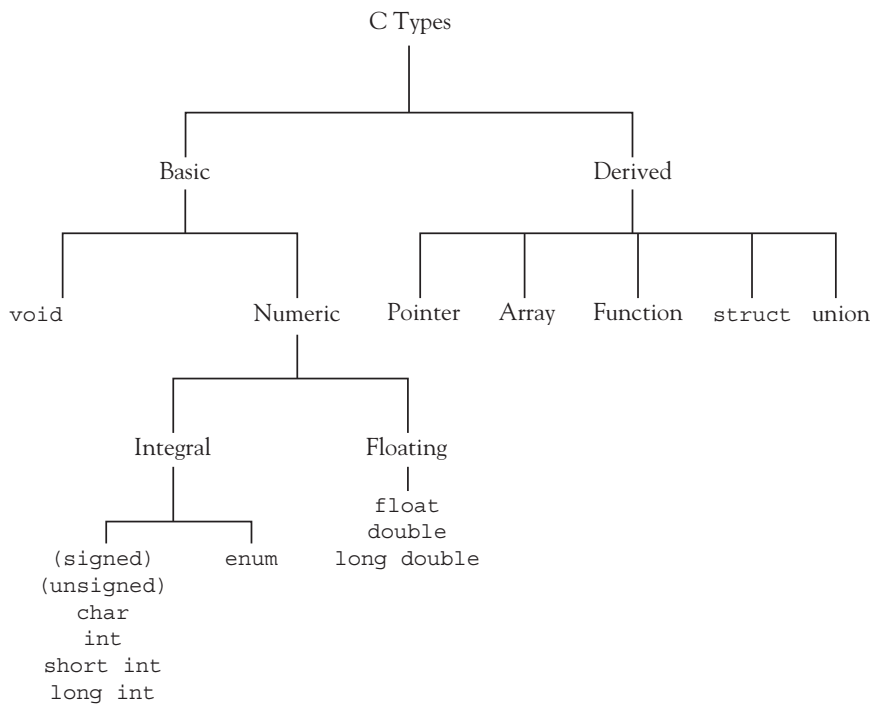 C Types
Basic Derived
void Numeric Pointer Array Function struct union
Integral Floating
float
double
long double
(signed) enum
(unsigned)
char
int
short int
long int